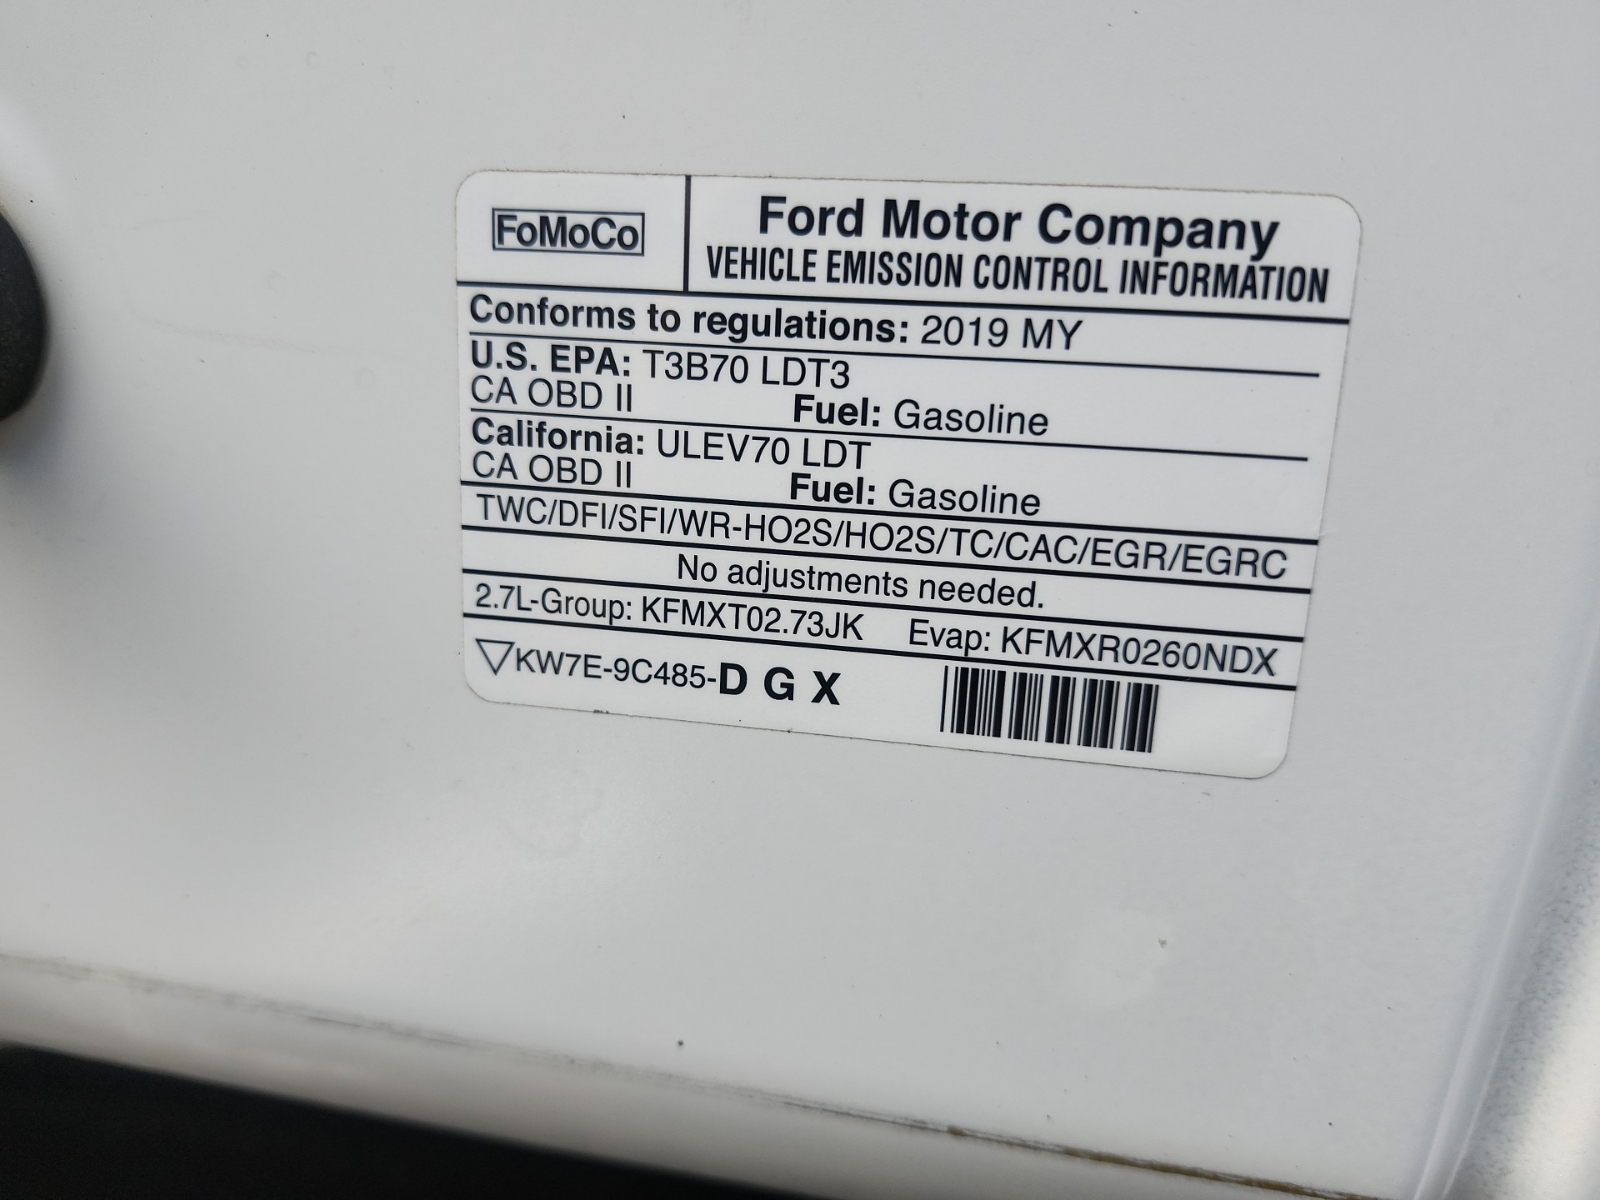 FoMoCo
Ford Motor Company
VEHICLE EMISSION CONTROL INFORMATION
Conforms to regulations: 2019 MY
U.S. EPA: T3B70 LDT3
CA OBD II Fuel: Gasoline
California: ULEV70 LDT
CA OBD II Fuel: Gasoline
TWC/DFI/SFI/WR-HO2S/HO2S/TC/CAC/EGR/EGRC
No adjustments needed.
2.7L-Group: KFMXT02.73JK Evap: KFMXR0260NDX
KW7E-9C485-D G X